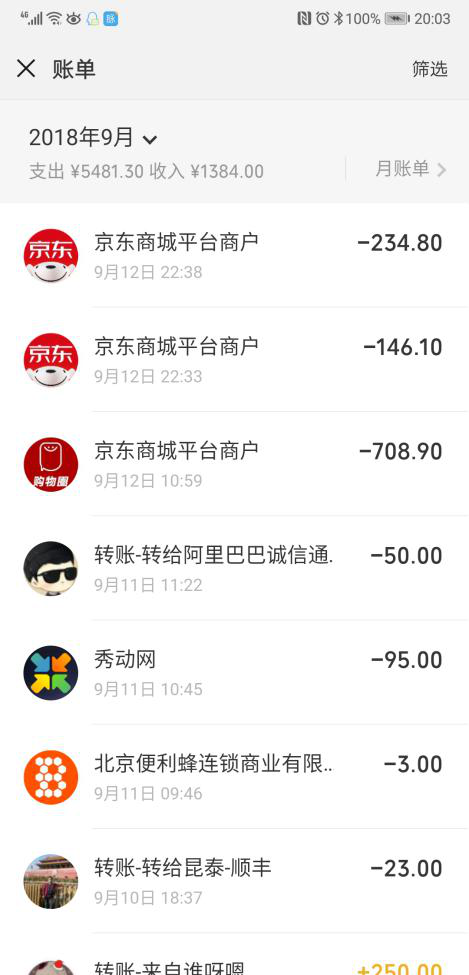 4G 脉 100% 20:03
账单 筛选
2018年9月
支出 ¥5481.30 收入 ¥1384.00 月账单
京东 京东商城平台商户 -234.80
9月12日 22:38
京东 京东商城平台商户 -146.10
9月12日 22:33
京东商城平台商户 -708.90
购物圈 9月12日 10:59
转账-转给阿里巴巴诚信通. -50.00
9月11日 11:22
秀动网 -95.00
9月11日 10:45
北京便利蜂连锁商业有限.. -3.00
9月11日 09:46
转账-转给昆泰-顺丰 -23.00
9月10日 18:37
转账-来自谁呀嗯 +250.00